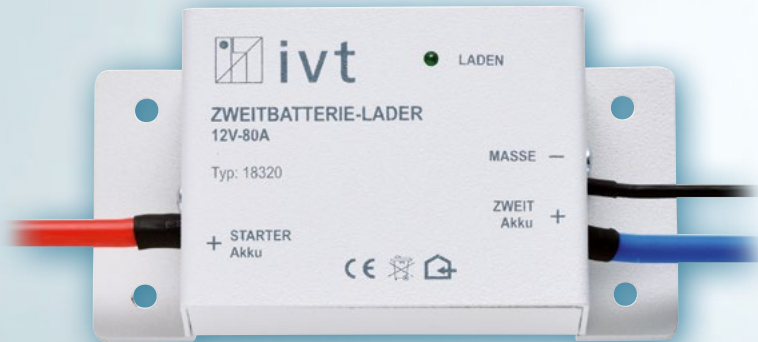 ivt
LADEN
ZWEITBATTERIE-LADER
12V-80A
Typ: 18320
MASSE −
ZWEIT
Akku +
+ STARTER
Akku
CE